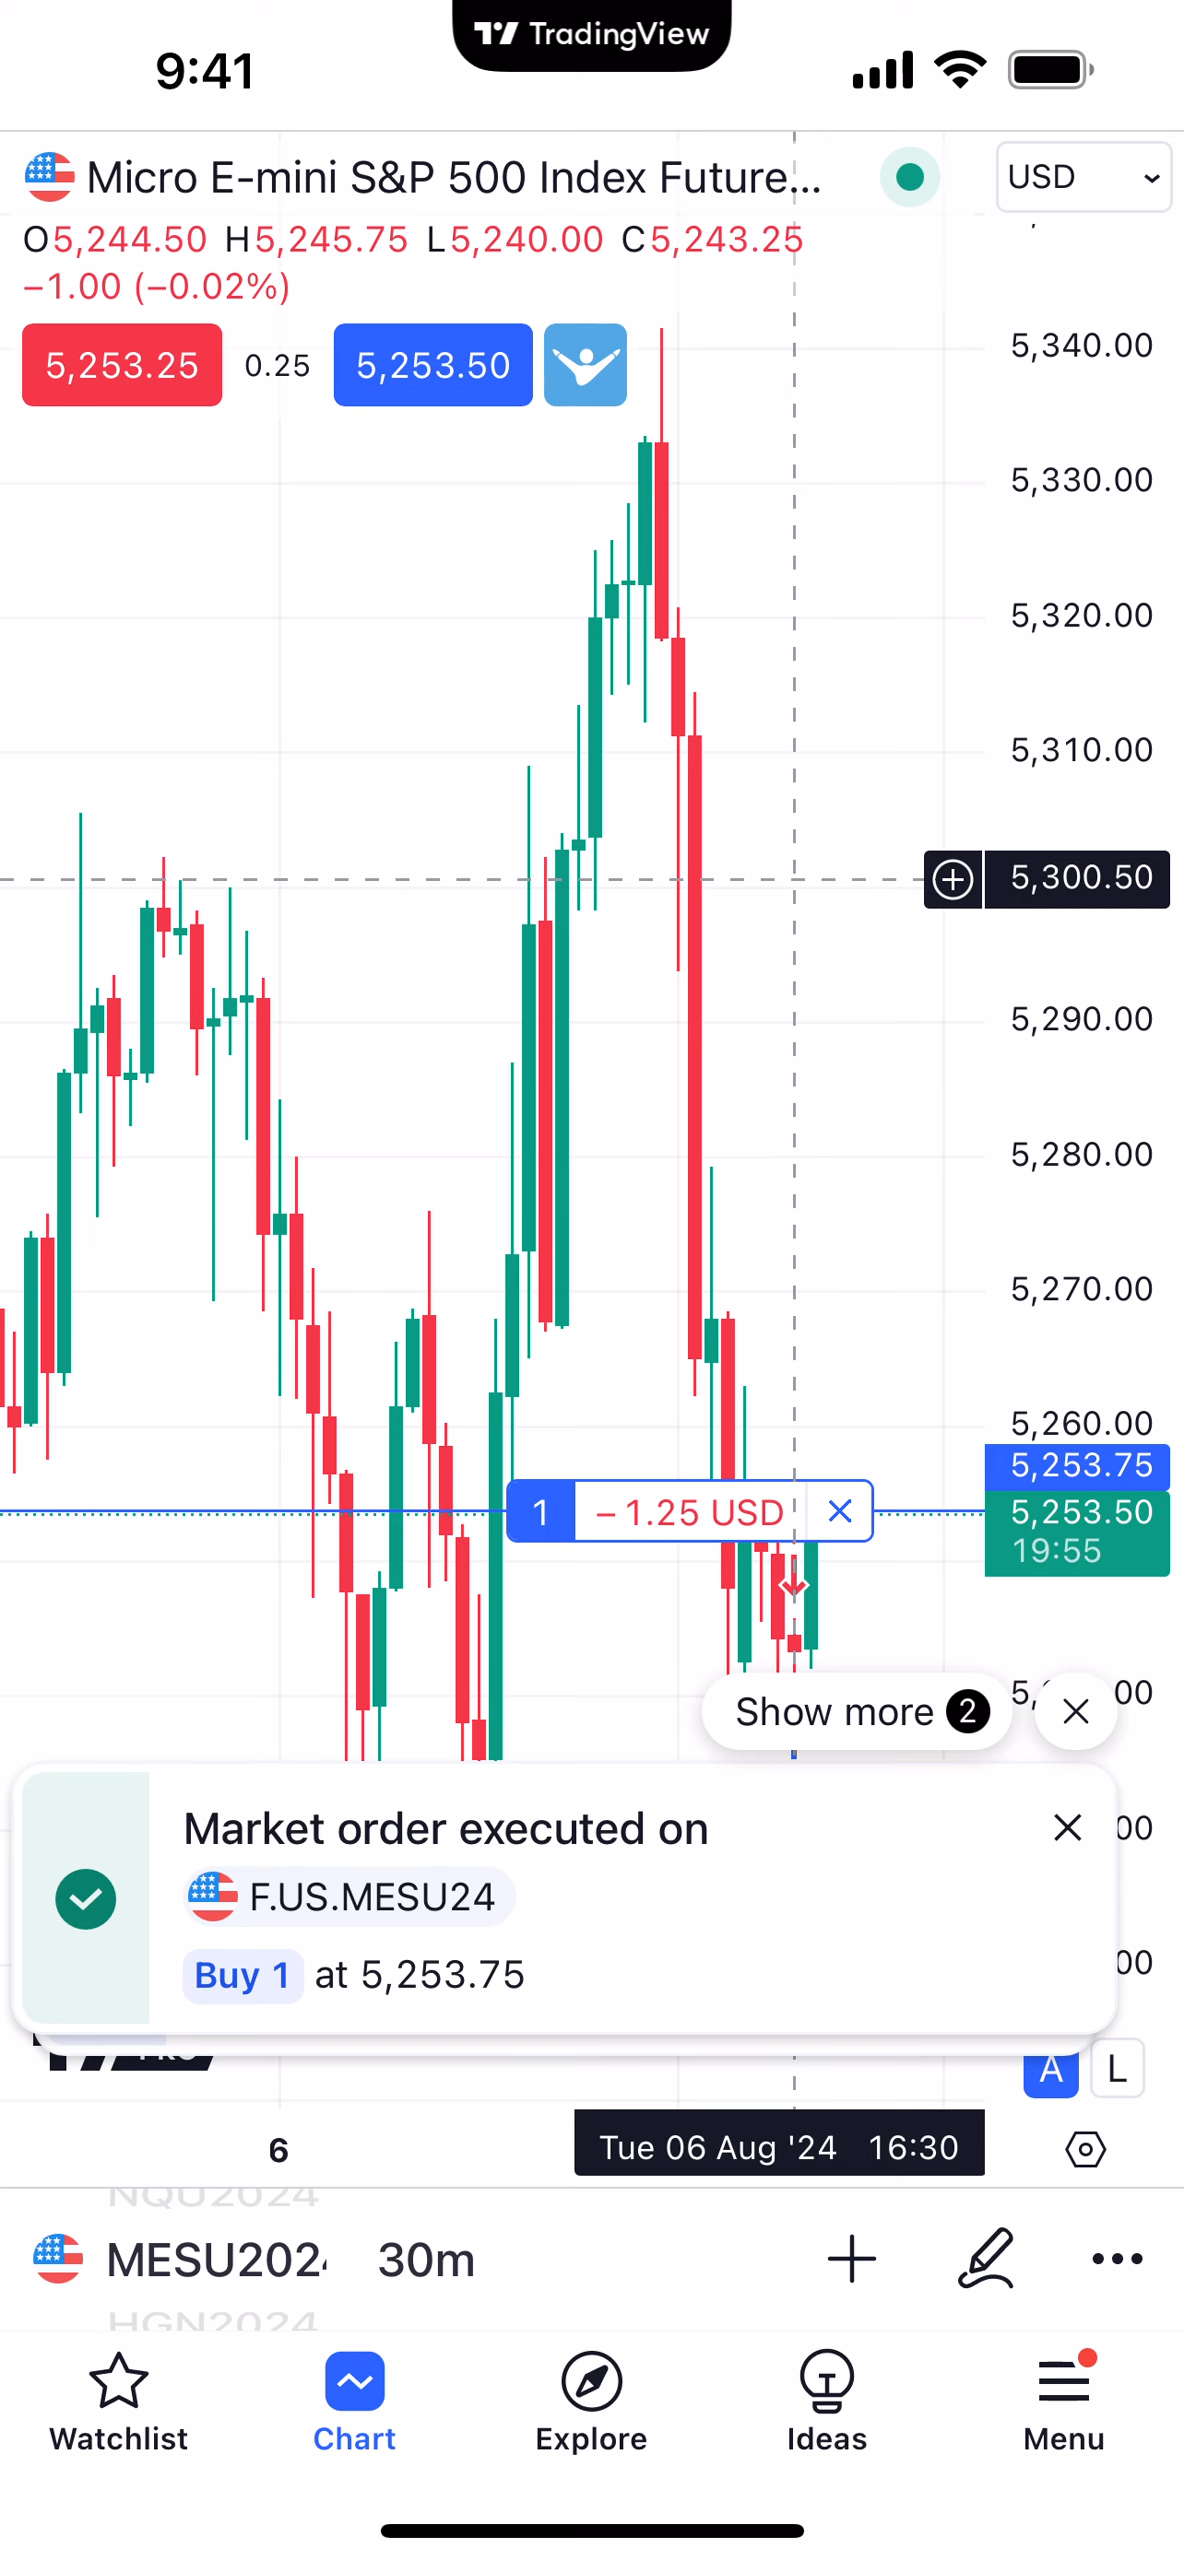 9:41
TradingView
Micro E-mini S&P 500 Index Future...
USD
O5,244.50 H5,245.75 L5,240.00 C5,243.25
−1.00 (−0.02%)
5,253.25 0.25 5,253.50
5,340.00
5,330.00
5,320.00
5,310.00
5,300.50
5,290.00
5,280.00
5,270.00
5,260.00
5,253.75
1 −1.25 USD
5,253.50
19:55
Show more 2
Market order executed on
F.US.MESU24
Buy 1 at 5,253.75
A L
6
Tue 06 Aug '24 16:30
NQU2024
MESU202 30m
HGN2024
Watchlist
Chart
Explore
Ideas
Menu